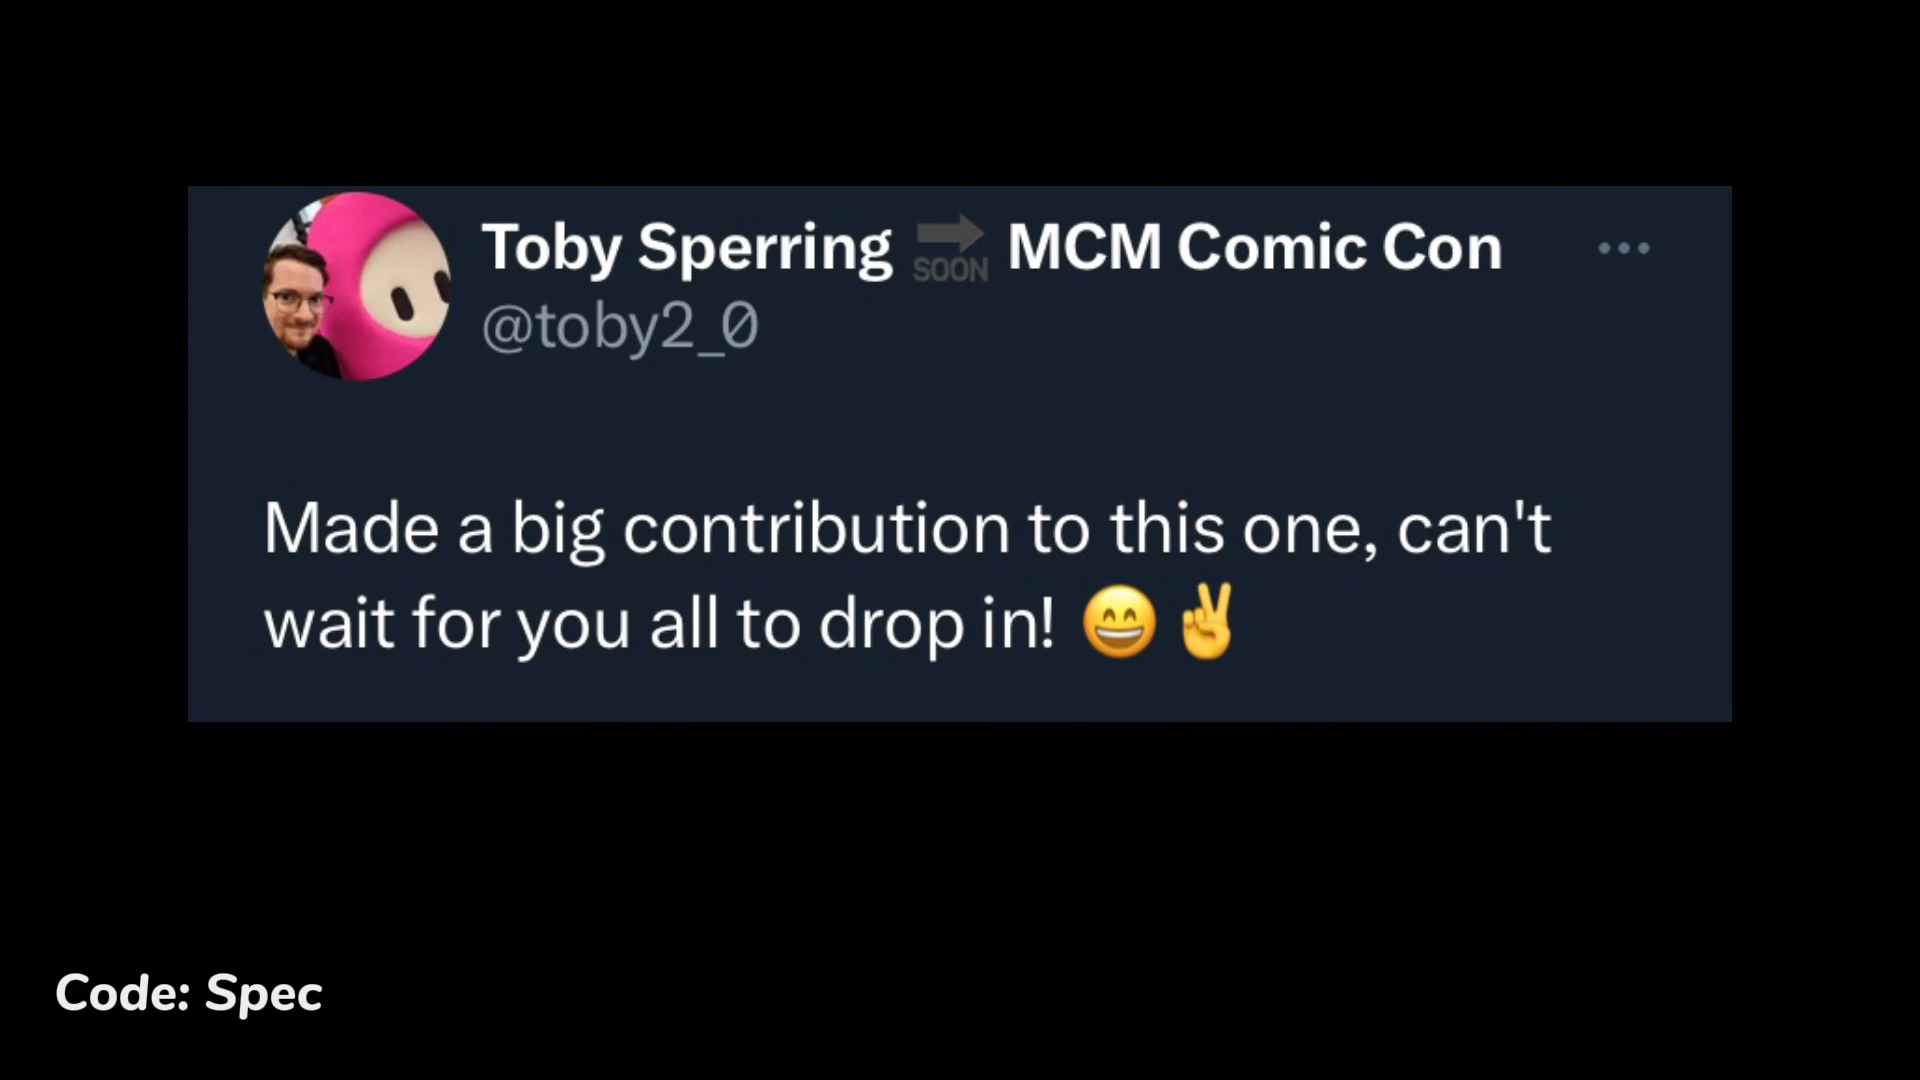 Toby Sperring 🔜 MCM Comic Con
@toby2_0
Made a big contribution to this one, can't
wait for you all to drop in! 😄✌️
Code: Spec